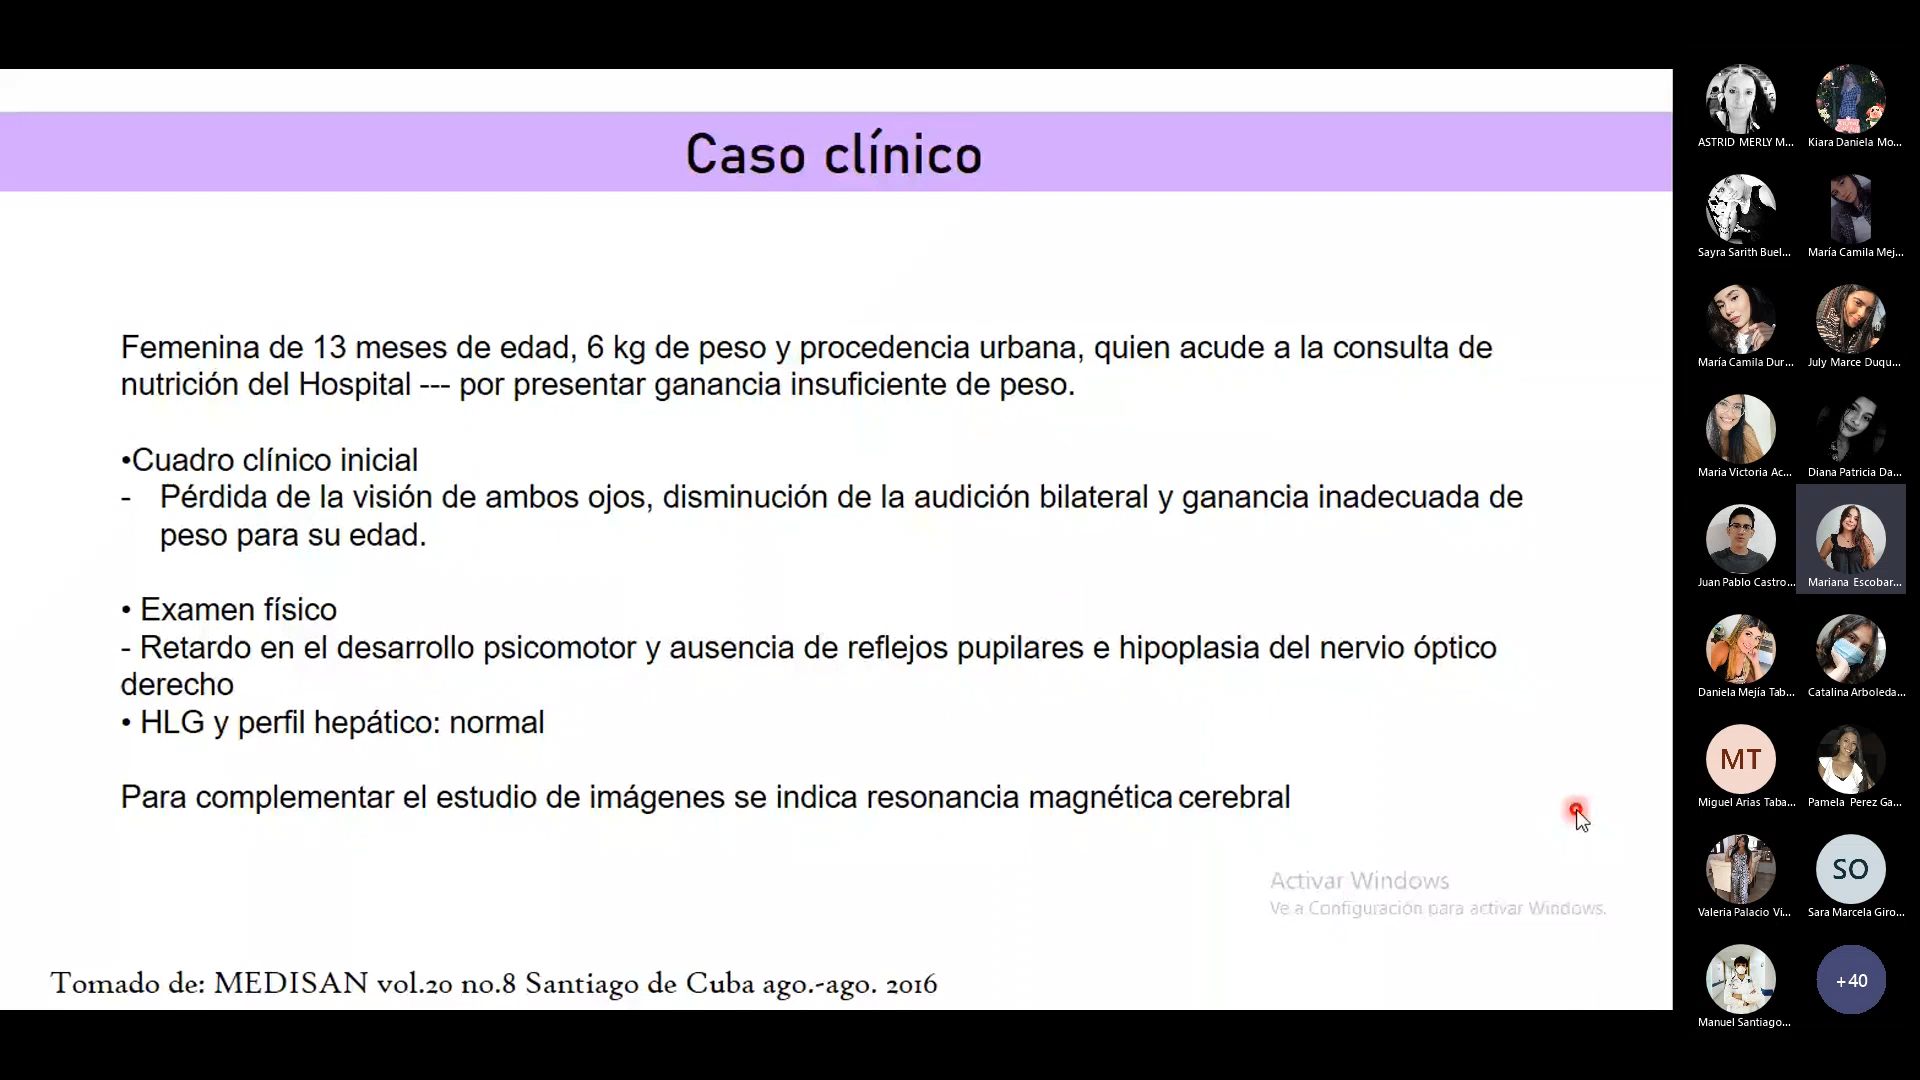 Caso clínico
Femenina de 13 meses de edad, 6 kg de peso y procedencia urbana, quien acude a la consulta de
nutrición del Hospital --- por presentar ganancia insuficiente de peso.
•Cuadro clínico inicial
- Pérdida de la visión de ambos ojos, disminución de la audición bilateral y ganancia inadecuada de
peso para su edad.
• Examen físico
- Retardo en el desarrollo psicomotor y ausencia de reflejos pupilares e hipoplasia del nervio óptico
derecho
• HLG y perfil hepático: normal
Para complementar el estudio de imágenes se indica resonancia magnética cerebral
Activar Windows
Ve a Configuración para activar Windows.
Tomado de: MEDISAN vol.20 no.8 Santiago de Cuba ago.-ago. 2016
ASTRID MERLY M...
Kiara Daniela Mo...
Sayra Sarith Buel...
María Camila Mej...
María Camila Dur...
July Marce Duqu...
Maria Victoria Ac...
Diana Patricia Da...
Juan Pablo Castro...
Mariana Escobar...
Daniela Mejía Tab...
Catalina Arboleda...
MT
Miguel Arias Taba...
Pamela Perez Ga...
Valeria Palacio Vi...
SO
Sara Marcela Giro...
Manuel Santiago...
+40